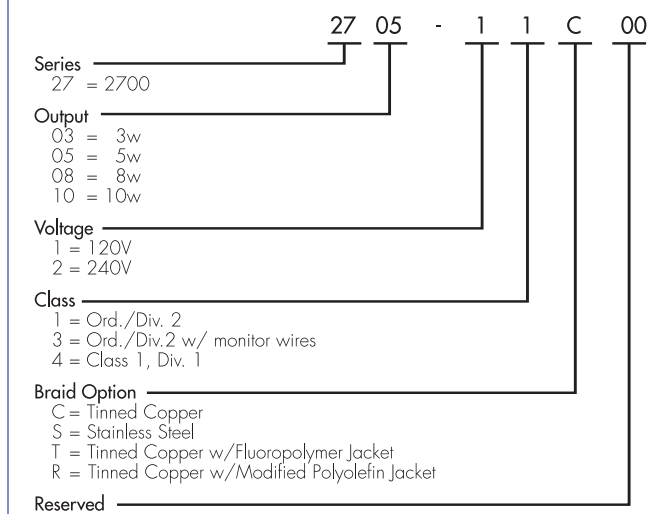 27 05 - 1 1 C 00
Series
27 = 2700
Output
03 = 3w
05 = 5w
08 = 8w
10 = 10w
Voltage
1 = 120V
2 = 240V
Class
1 = Ord./Div. 2
3 = Ord./Div.2 w/ monitor wires
4 = Class 1, Div. 1
Braid Option
C = Tinned Copper
S = Stainless Steel
T = Tinned Copper w/Fluoropolymer Jacket
R = Tinned Copper w/Modified Polyolefin Jacket
Reserved